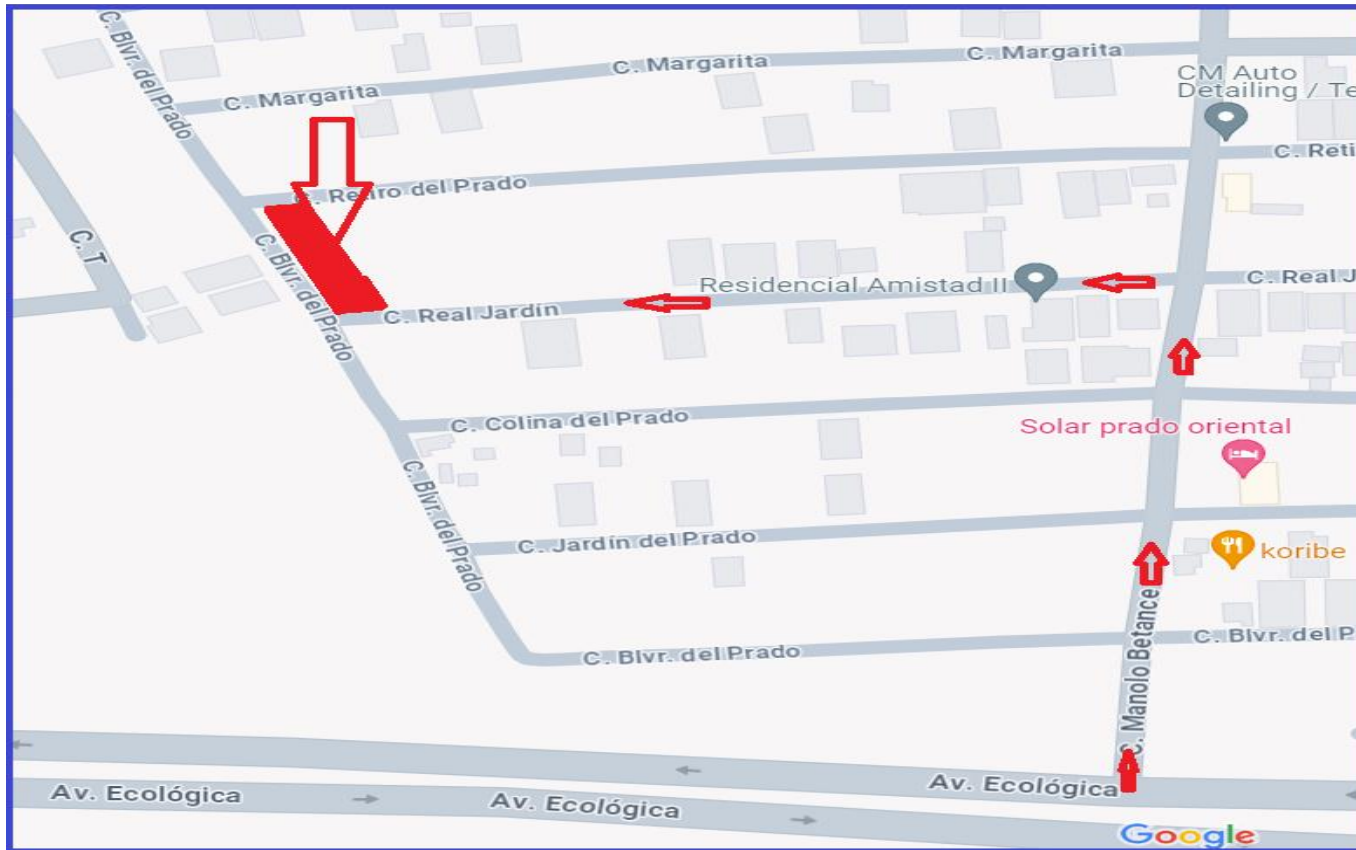 C. Blvr. del Prado
C. Margarita
C. Margarita
C. Margarita
CM Auto
Detailing / Te
C. Reti
C. Retiro del Prado
C. T
C. Blvr. del Prado
Residencial Amistad II
C. Real J
C. Real Jardín
C. Colina del Prado
Solar prado oriental
C. Blvr. del Prado
C. Jardín del Prado
koribe
C. Blvr. del P
C. Blvr. del Prado
C. Manolo Betance
Av. Ecológica
Av. Ecológica
Av. Ecológica
Google